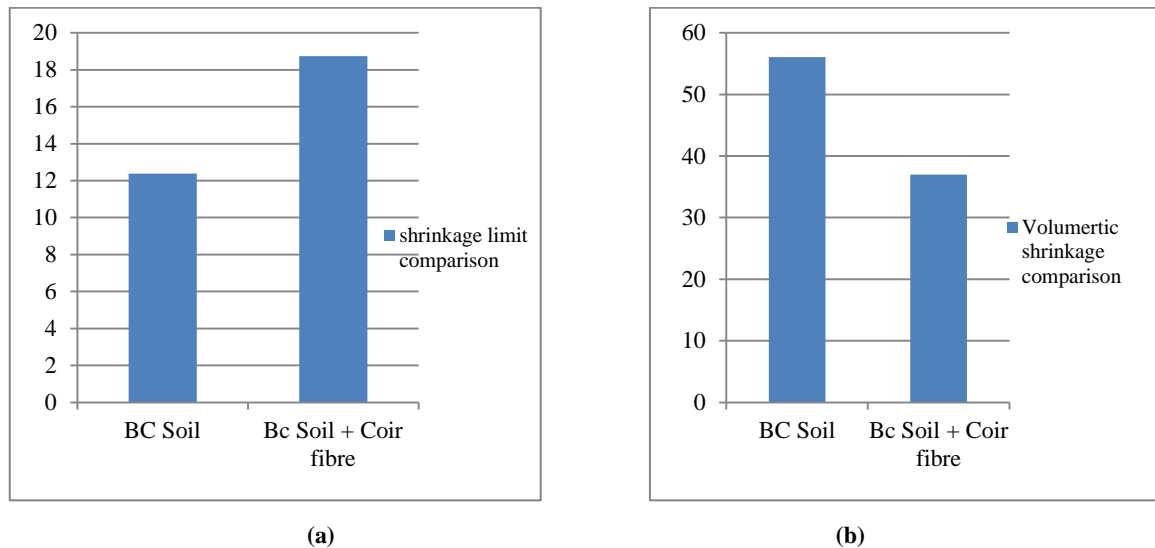 20
18
16
14
12
10
8
6
4
2
0
BC Soil
Bc Soil + Coir
fibre
shrinkage limit
comparison
(a)
60
50
40
30
20
10
0
BC Soil
Bc Soil + Coir
fibre
Volumertic
shrinkage
comparison
(b)